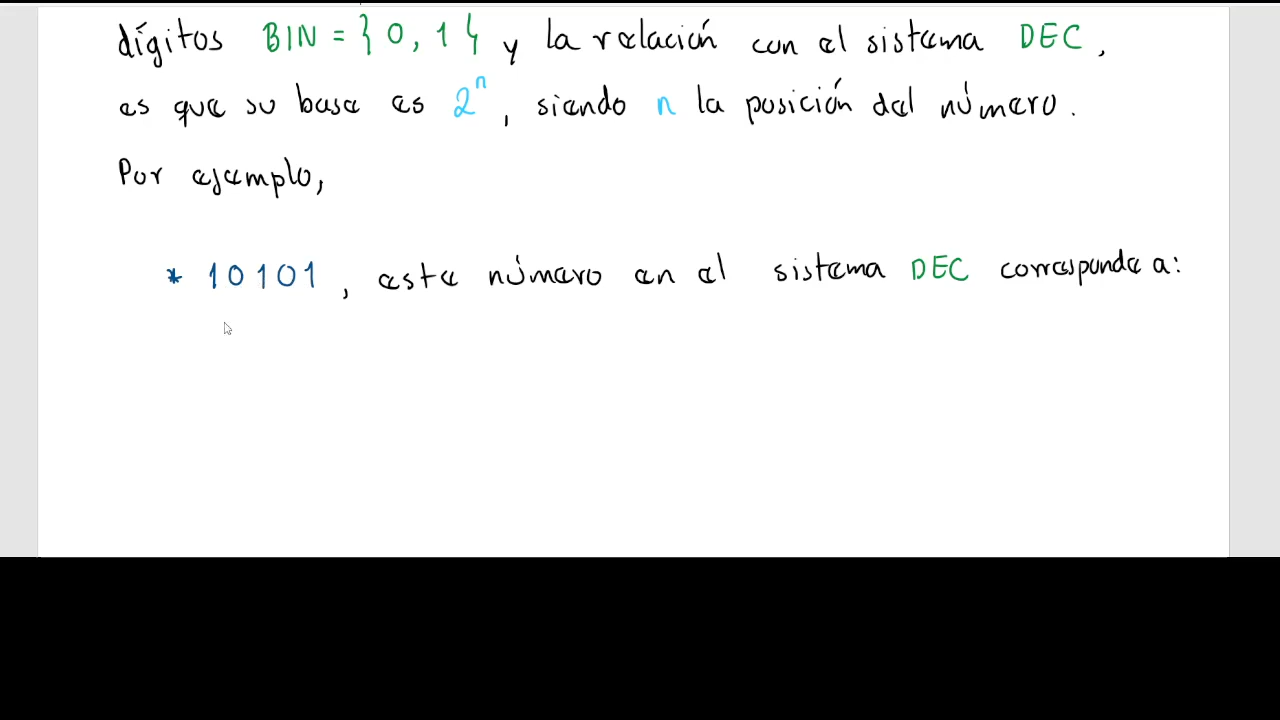 dígitos BIN = { 0, 1 } y la relación con el sistema DEC,
es que su base es 2ⁿ, siendo n la posición del número.
Por ejemplo,
* 10101, este número en el sistema DEC corresponde a: